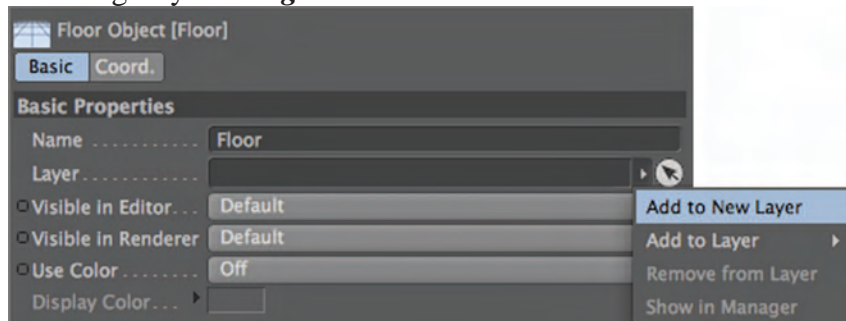 Floor Object [Floor]
Basic Coord.
Basic Properties
Name ........... Floor
Layer............
Visible in Editor... Default
Add to New Layer
Visible in Renderer Default
Add to Layer
Use Color ........ Off
Remove from Layer
Display Color...
Show in Manager